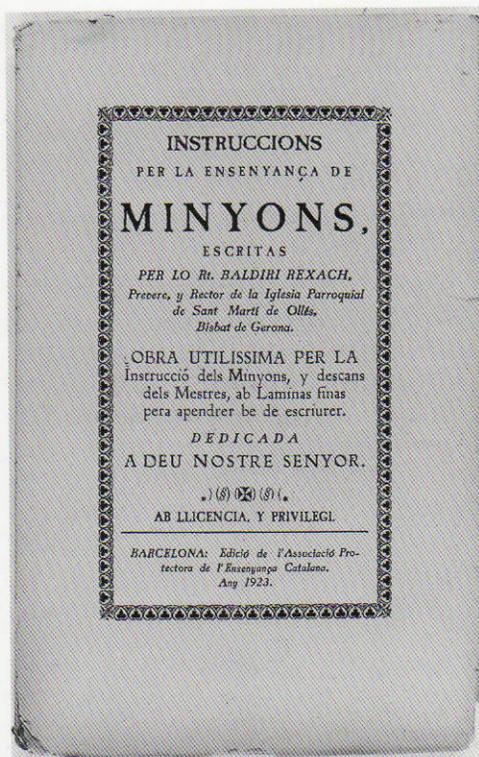 INSTRUCCIONS
PER LA ENSENYANÇA DE
MINYONS,
ESCRITAS
PER LO Rt. BALDIRI REXACH,
Prevere, y Rector de la Iglesia Parroquial
de Sant Martí de Ollés,
Bisbat de Gerona.
OBRA UTILISSIMA PER LA
Instrucció dels Minyons, y descans
dels Mestres, ab Laminas finas
pera apendrer be de escriurer.
DEDICADA
A DEU NOSTRE SENYOR.
AB LLICENCIA, Y PRIVILEGI.
BARCELONA: Edició de l'Associació Pro-
tectora de l'Ensenyança Catalana.
Any 1923.